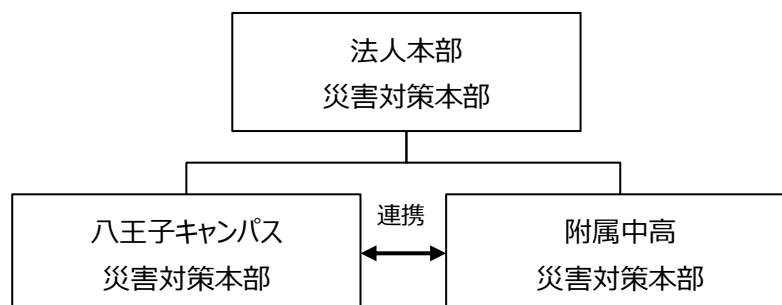 法人本部
災害対策本部
八王子キャンパス
災害対策本部
連携
附属中高
災害対策本部